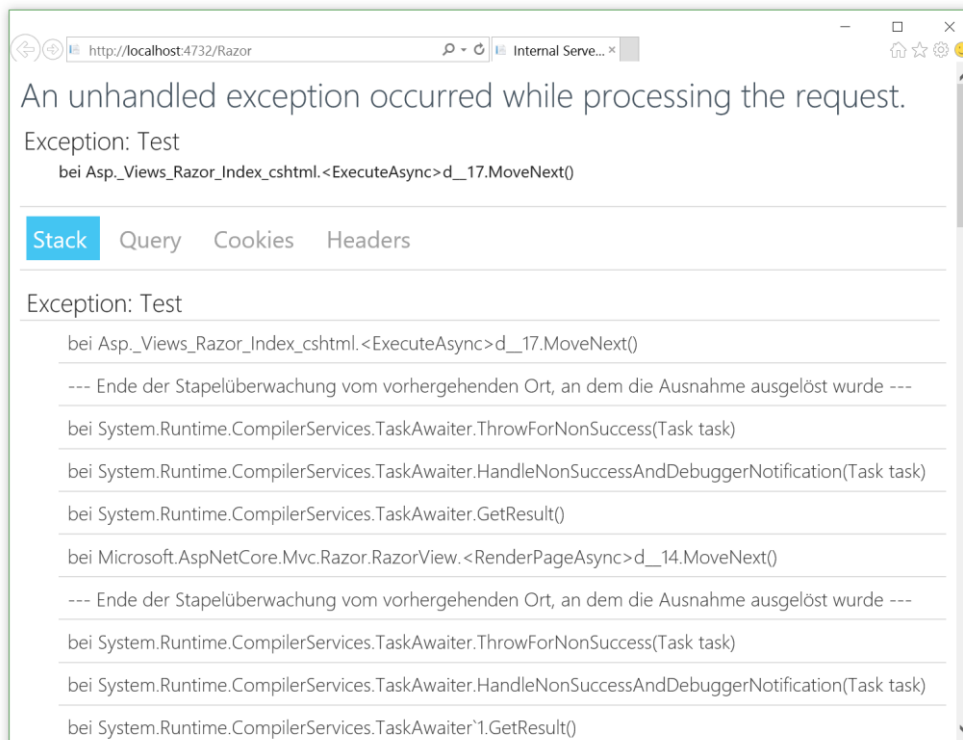 http://localhost:4732/Razor
Internal Serve...
An unhandled exception occurred while processing the request.
Exception: Test
bei Asp._Views_Razor_Index_cshtml.<ExecuteAsync>d__17.MoveNext()
Stack Query Cookies Headers
Exception: Test
bei Asp._Views_Razor_Index_cshtml.<ExecuteAsync>d__17.MoveNext()
--- Ende der Stapelüberwachung vom vorhergehenden Ort, an dem die Ausnahme ausgelöst wurde ---
bei System.Runtime.CompilerServices.TaskAwaiter.ThrowForNonSuccess(Task task)
bei System.Runtime.CompilerServices.TaskAwaiter.HandleNonSuccessAndDebuggerNotification(Task task)
bei System.Runtime.CompilerServices.TaskAwaiter.GetResult()
bei Microsoft.AspNetCore.Mvc.Razor.RazorView.<RenderPageAsync>d__14.MoveNext()
--- Ende der Stapelüberwachung vom vorhergehenden Ort, an dem die Ausnahme ausgelöst wurde ---
bei System.Runtime.CompilerServices.TaskAwaiter.ThrowForNonSuccess(Task task)
bei System.Runtime.CompilerServices.TaskAwaiter.HandleNonSuccessAndDebuggerNotification(Task task)
bei System.Runtime.CompilerServices.TaskAwaiter`1.GetResult()